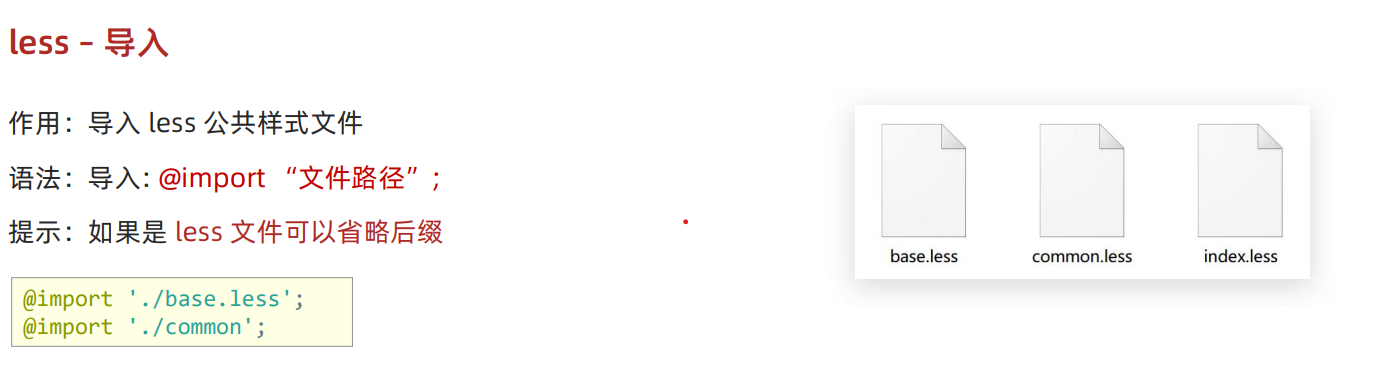 less – 导入
作用：导入 less 公共样式文件
语法：导入: @import “文件路径”;
提示：如果是 less 文件可以省略后缀
@import './base.less';
@import './common';
base.less
common.less
index.less